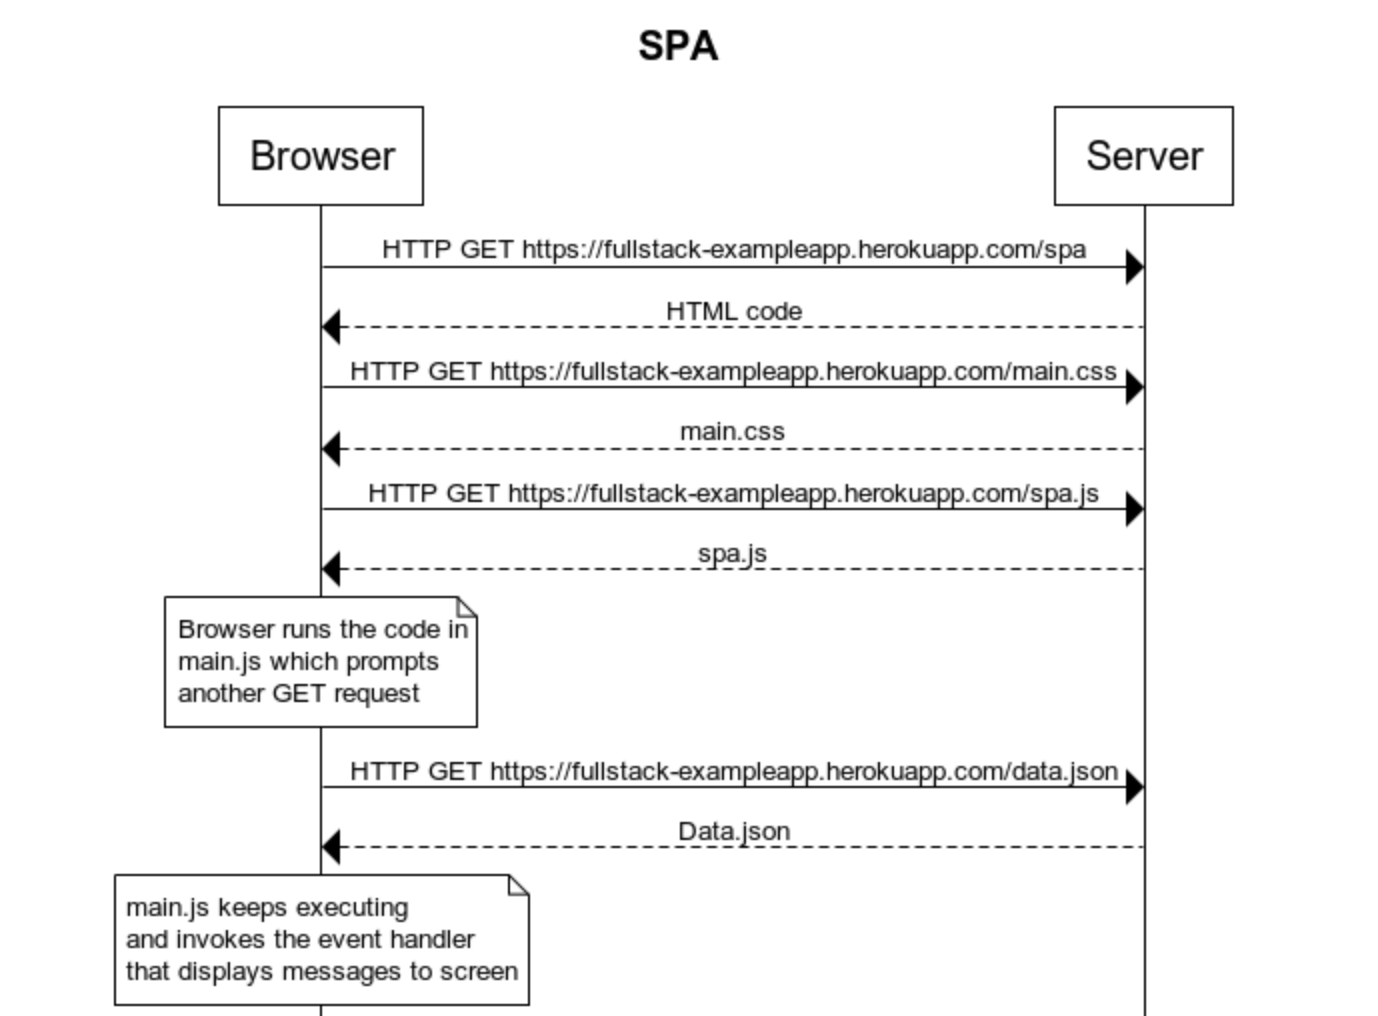 SPA
Browser
Server
HTTP GET https://fullstack-exampleapp.herokuapp.com/spa
HTML code
HTTP GET https://fullstack-exampleapp.herokuapp.com/main.css
main.css
HTTP GET https://fullstack-exampleapp.herokuapp.com/spa.js
spa.js
Browser runs the code in
main.js which prompts
another GET request
HTTP GET https://fullstack-exampleapp.herokuapp.com/data.json
Data.json
main.js keeps executing
and invokes the event handler
that displays messages to screen